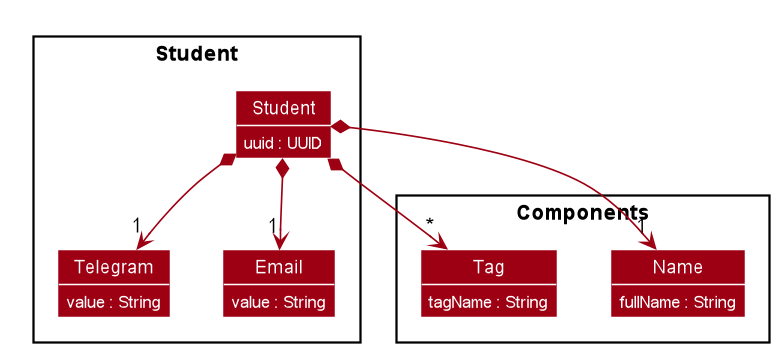 Student
Student
uuid : UUID
Components
1
1
*
1
Telegram
value : String
Email
value : String
Tag
tagName : String
Name
fullName : String